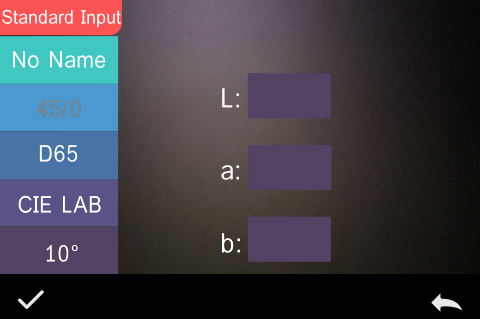 Standard Input
No Name
45/0
D65
CIE LAB
10°
L:
a:
b: